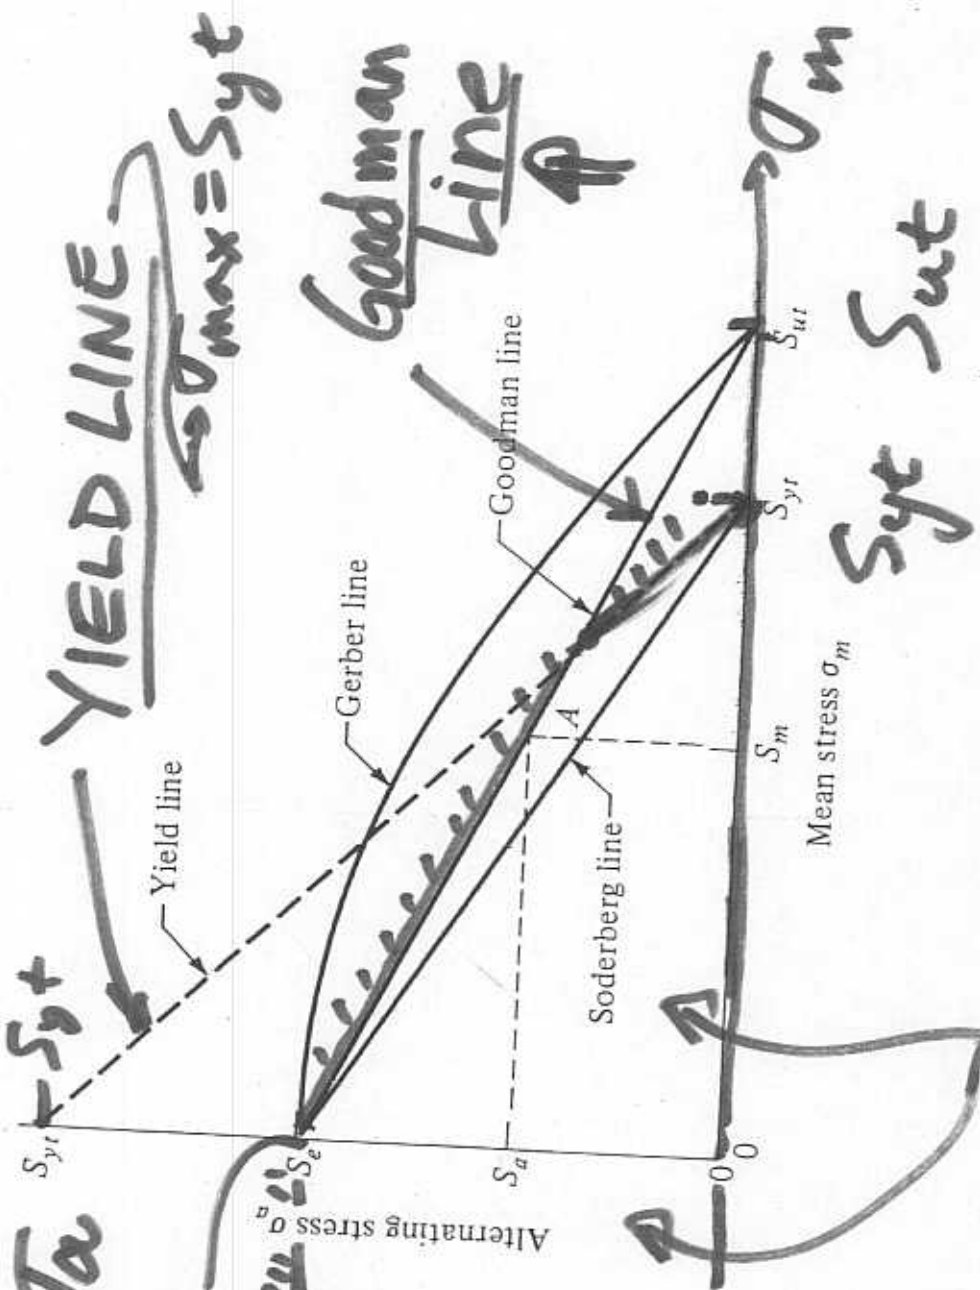 YIELD LINE
σmax = Syt
Goodman
Line
Syt
Syt
Yield line
Gerber line
Goodman line
Se
Sa
A
Soderberg line
Alternating stress σa
0
0
Sm
Syt
Sut
σm
Mean stress σm
Syt
Sut